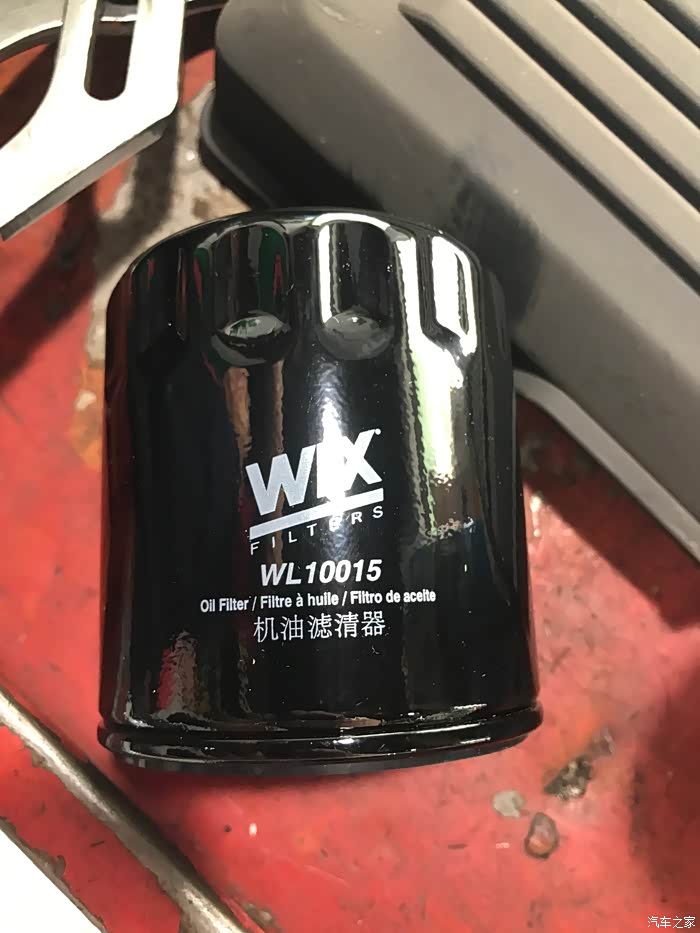 WIX
FILTERS
WL10015
Oil Filter / Filtre à huile / Filtro de aceite
机油滤清器
汽车之家